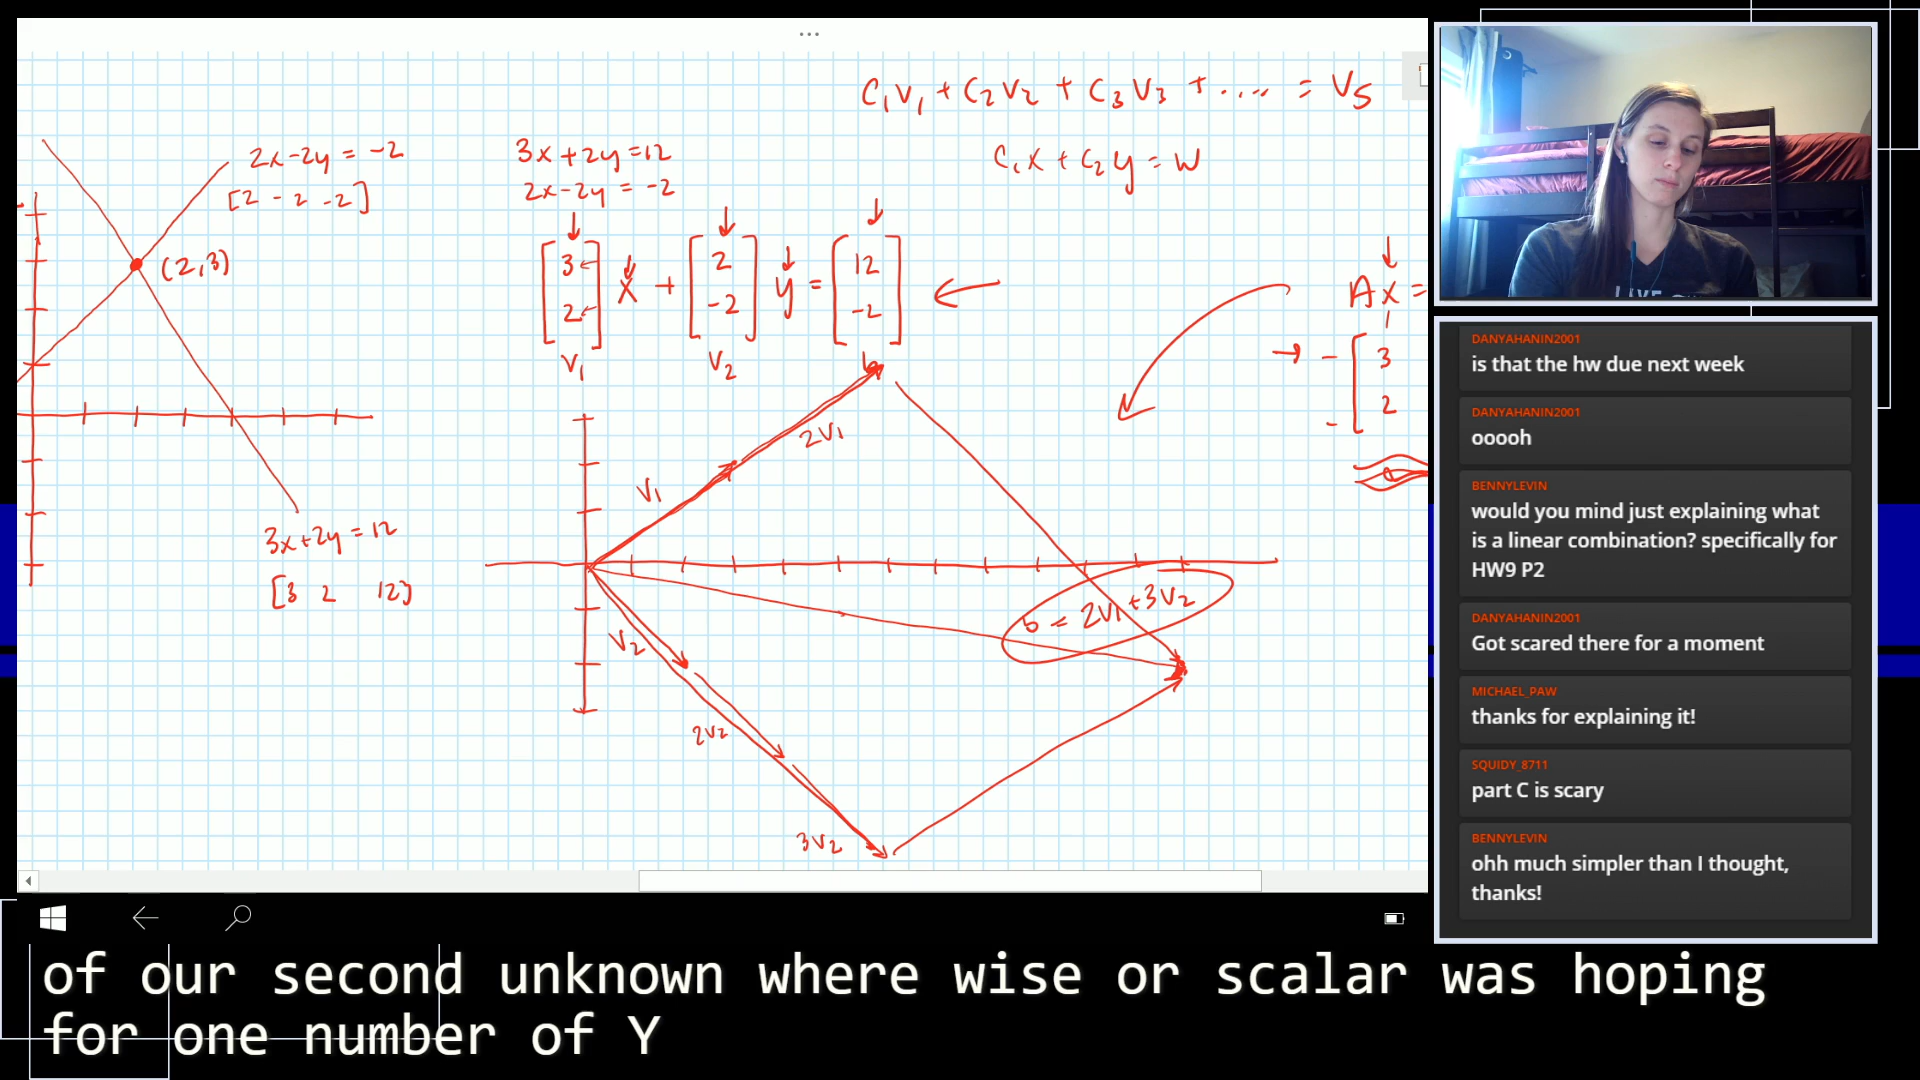 ...
C₁V₁ + C₂V₂ + C₃V₃ + .... = V₅
C₁X + C₂Y = W
2x-2y = -2
[2 -2 -2]
(2,3)
3x+2y=12
[3 2 12]
3x+2y=12
2x-2y = -2
[3 2] x + [2 -2] y = [12 -2]
V₁ V₂ b
V₁
2V₁
V₂
2V₂
3V₂
b = 2V₁+3V₂
Ax =
3
2
LIVE
DANYAHANIN2001
is that the hw due next week
DANYAHANIN2001
ooooh
BENNYLEVIN
would you mind just explaining what
is a linear combination? specifically for
HW9 P2
DANYAHANIN2001
Got scared there for a moment
MICHAEL_PAW
thanks for explaining it!
SQUIDY_8711
part C is scary
BENNYLEVIN
ohh much simpler than I thought,
thanks!
of our second unknown where wise or scalar was hoping
for one number of Y